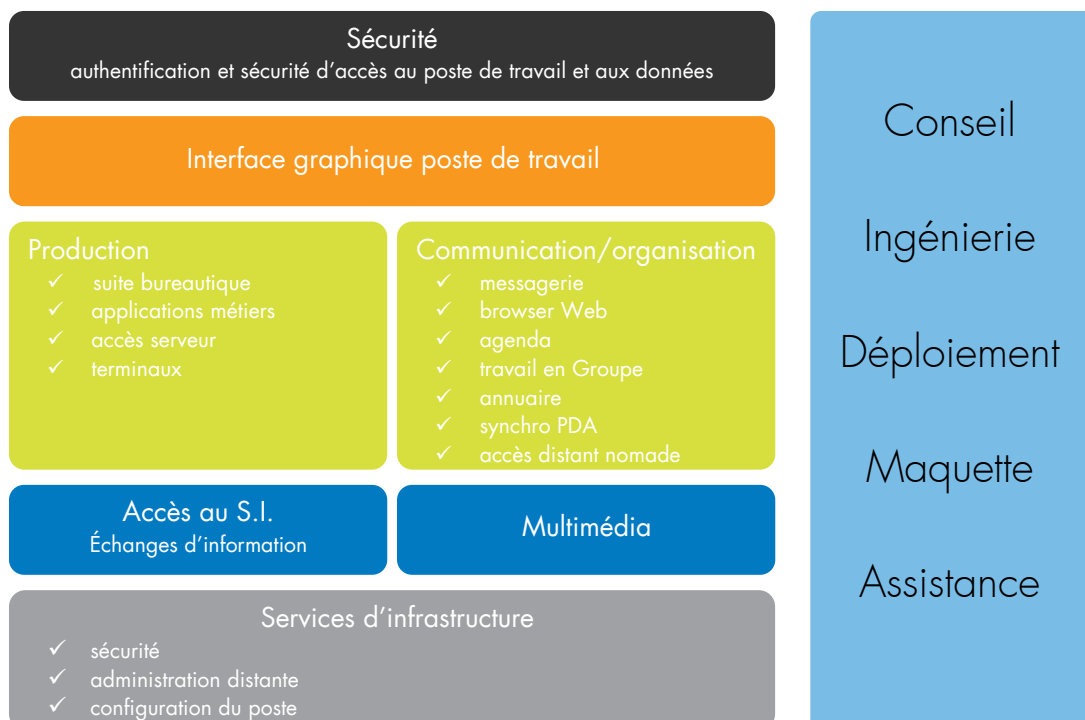 Sécurité
authentification et sécurité d'accès au poste de travail et aux données
Interface graphique poste de travail
Production
✓ suite bureautique
✓ applications métiers
✓ accès serveur
✓ terminaux
Communication/organisation
✓ messagerie
✓ browser Web
✓ agenda
✓ travail en Groupe
✓ annuaire
✓ synchro PDA
✓ accès distant nomade
Accès au S.I.
Échanges d'information
Multimédia
Services d'infrastructure
✓ sécurité
✓ administration distante
✓ configuration du poste
Conseil
Ingénierie
Déploiement
Maquette
Assistance